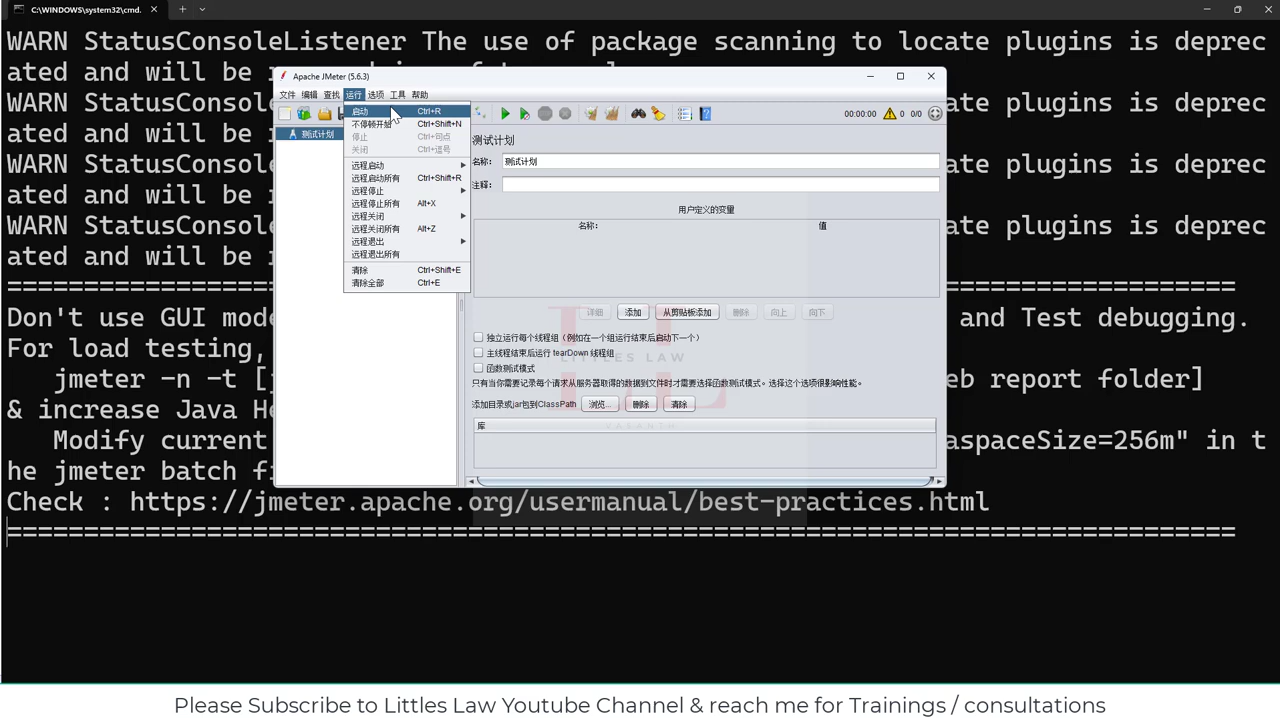 C:\WINDOWS\system32\cmd.
WARN StatusConsoleListener The use of package scanning to locate plugins is deprec
ated and will be r
WARN
precated
ated and will be re
WARN S
s deprec
ated and will be re
WARN S
s deprec
ated and will be re
Apache JMeter (5.6.3)
文件 编辑 查找 运行 选项 工具 帮助
00:00:00 0 0/0
测试计划
启动 Ctrl+R
不停顿开始 Ctrl+Shift+N
停止 Ctrl+句点
关闭 Ctrl+逗号
远程启动
远程启动所有 Ctrl+Shift+R
远程停止
远程停止所有 Alt+X
远程关闭
远程关闭所有 Alt+Z
远程退出
远程退出所有
清除 Ctrl+Shift+E
清除全部 Ctrl+E
测试计划
名称: 测试计划
注释:
用户定义的变量
名称: 值
详细 添加 从剪贴板添加 删除 向上 向下
独立运行每个线程组（例如在一个组运行结束后启动下一个）
主线程结束后运行 tearDown 线程组
函数测试模式
只有当你需要记录每个请求从服务器取得的数据到文件时才需要选择函数测试模式。选择这个选项很影响性能。
添加目录或jar包到ClassPath 浏览... 删除 清除
库
LITTLES LAW
Don't use GUI mode and Test debugging.
For load testing,
jmeter -n -t [j eb report folder]
& increase Java He
Modify current aspaceSize=256m" in t
he jmeter batch fi
Check : https://jmeter.apache.org/usermanual/best-practices.html
Please Subscribe to Littles Law Youtube Channel & reach me for Trainings / consultations